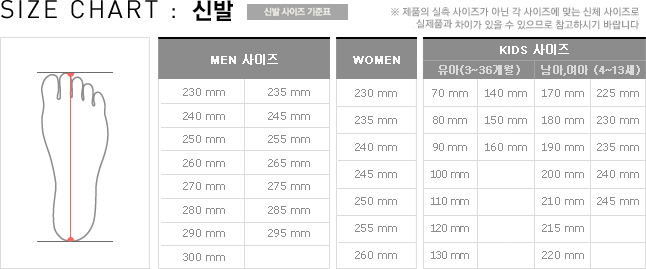 SIZE CHART : 신발 신발 사이즈 기준표
※ 제품의 실측 사이즈가 아닌 각 사이즈에 맞는 신체 사이즈로
실제품과 차이가 있을 수 있으므로 참고하시기 바랍니다
MEN 사이즈
230 mm 235 mm
240 mm 245 mm
250 mm 255 mm
260 mm 265 mm
270 mm 275 mm
280 mm 285 mm
290 mm 295 mm
300 mm
WOMEN
230 mm
235 mm
240 mm
245 mm
250 mm
255 mm
260 mm
KIDS 사이즈
유아(3~36개월) 남아,여아 (4~13세)
70 mm 140 mm 170 mm 225 mm
80 mm 150 mm 180 mm 230 mm
90 mm 160 mm 190 mm 235 mm
100 mm 200 mm 240 mm
110 mm 210 mm 245 mm
120 mm 215 mm
130 mm 220 mm